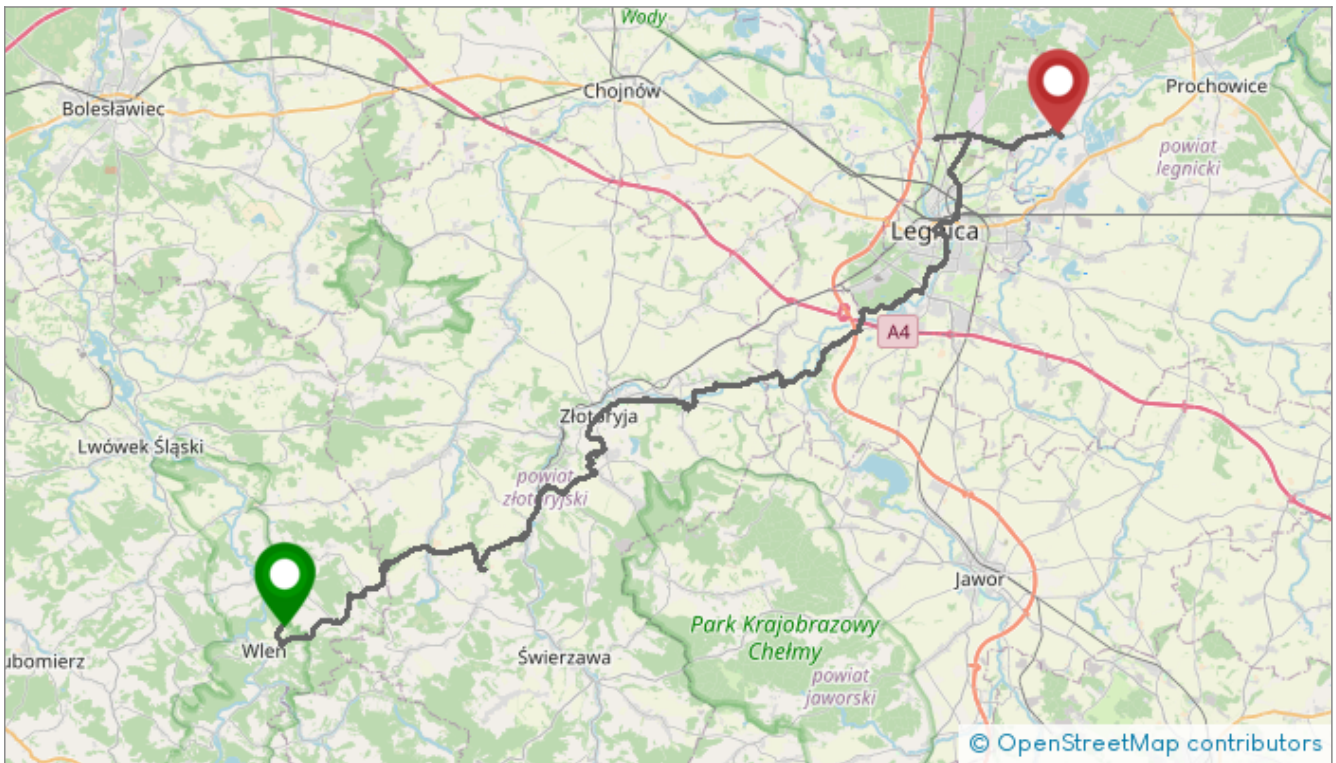 Wody
Bolesławiec
Chojnów
Prochowice
powiat
legnicki
Legnica
A4
Złotoryja
Lwówek Śląski
powiat
złotoryjski
Jawor
Park Krajobrazowy
Chełmy
Wleń
ubomierz
Świerzawa
powiat
jaworski
© OpenStreetMap contributors